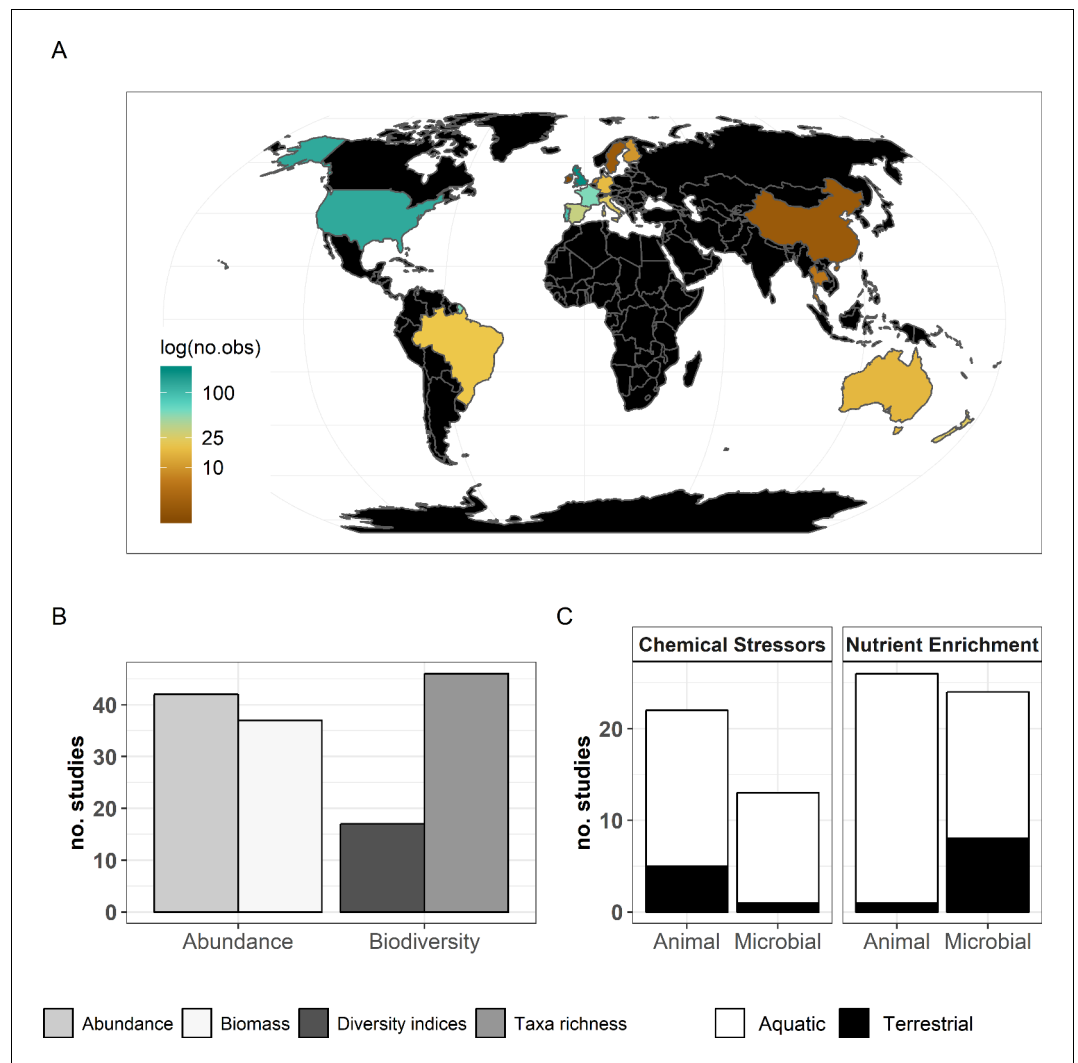 A
log(no.obs)
100
25
10
B
no. studies
40
30
20
10
0
Abundance
Biodiversity
C
Chemical Stressors
Nutrient Enrichment
no. studies
20
10
0
Animal
Microbial
Animal
Microbial
Abundance
Biomass
Diversity indices
Taxa richness
Aquatic
Terrestrial